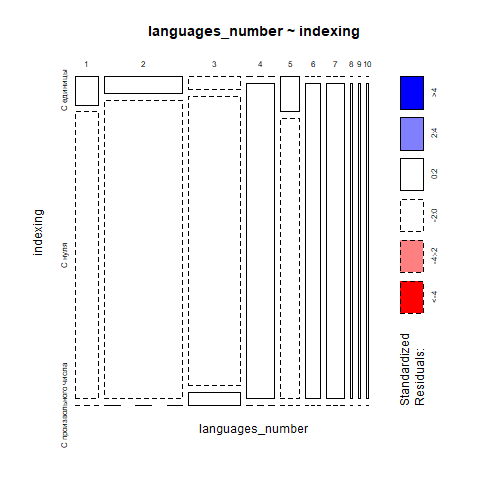 languages_number ~ indexing
1 2 3 4 5 6 7 8 9 10
С единицы
С нуля
С произвольного числа
indexing
languages_number
>4
2:4
0:2
-2:0
-4:-2
<-4
Standardized
Residuals: